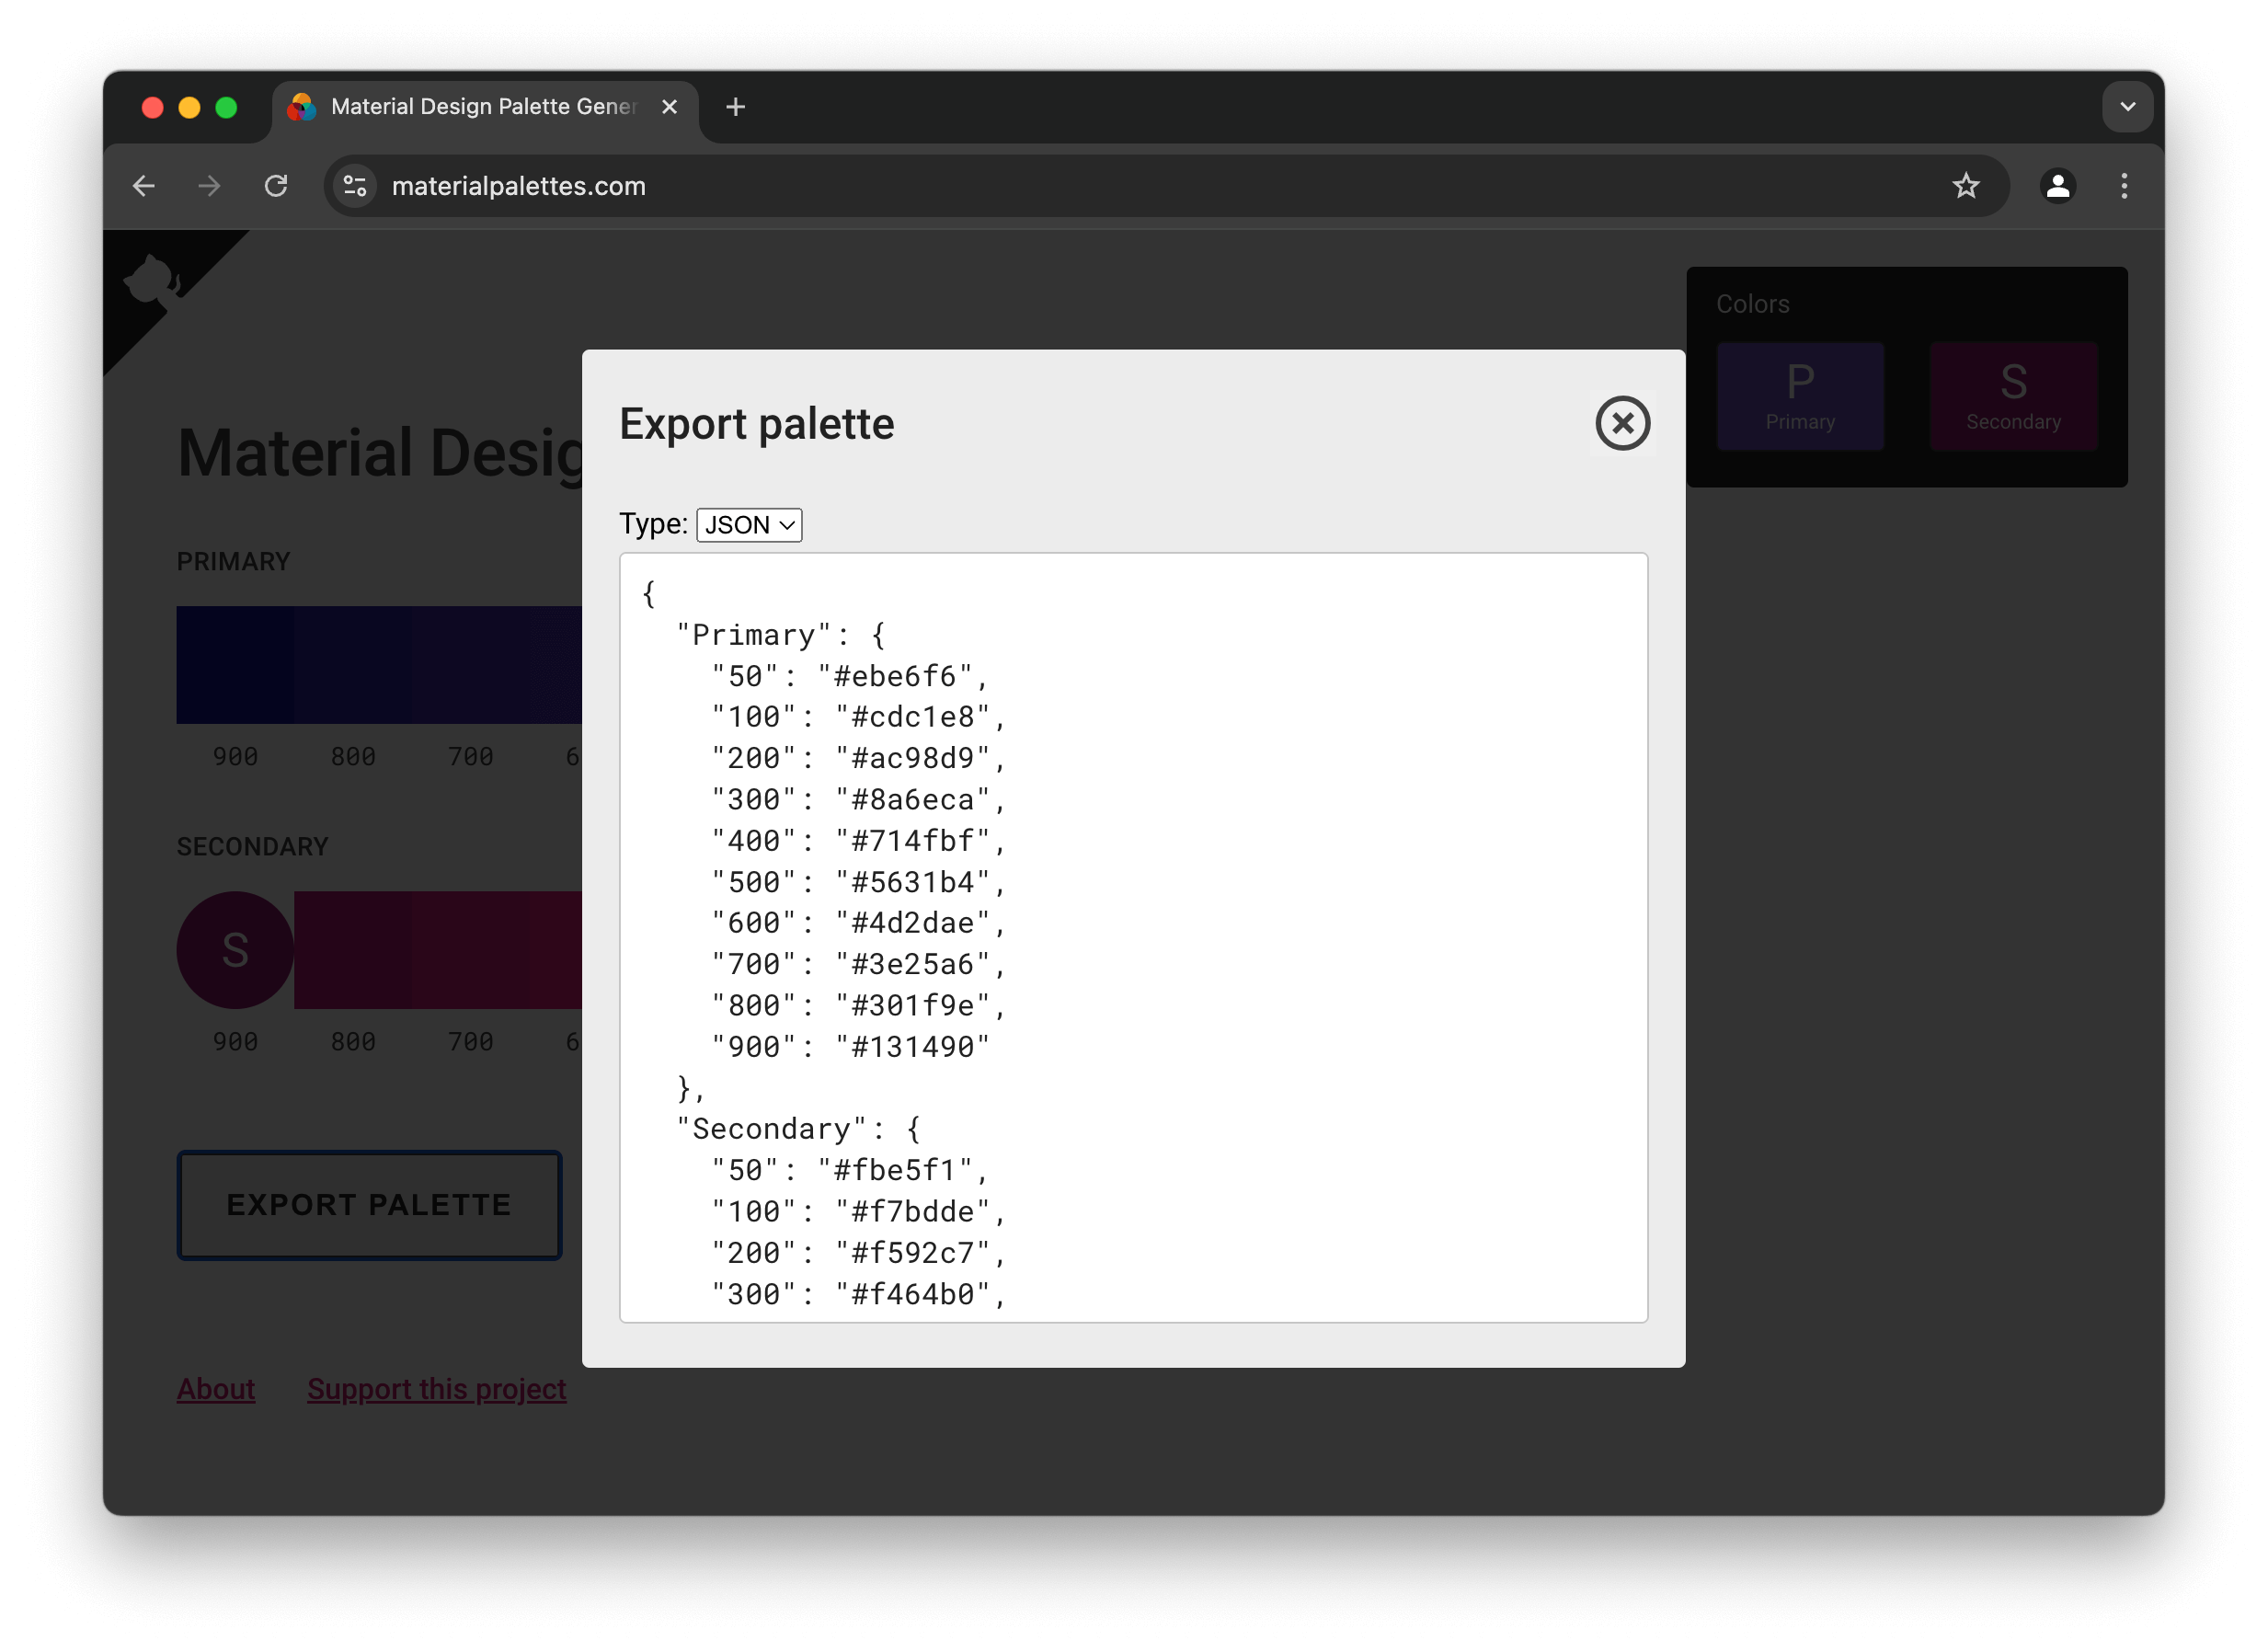 Material Design Palette Gener
materialpalettes.com
Colors
P
Primary
S
Secondary
Material Desig
PRIMARY
900 800 700 6
SECONDARY
S
900 800 700 6
EXPORT PALETTE
About Support this project
Export palette
Type: JSON
{
"Primary": {
"50": "#ebe6f6",
"100": "#cdc1e8",
"200": "#ac98d9",
"300": "#8a6eca",
"400": "#714fbf",
"500": "#5631b4",
"600": "#4d2dae",
"700": "#3e25a6",
"800": "#301f9e",
"900": "#131490"
},
"Secondary": {
"50": "#fbe5f1",
"100": "#f7bdde",
"200": "#f592c7",
"300": "#f464b0",